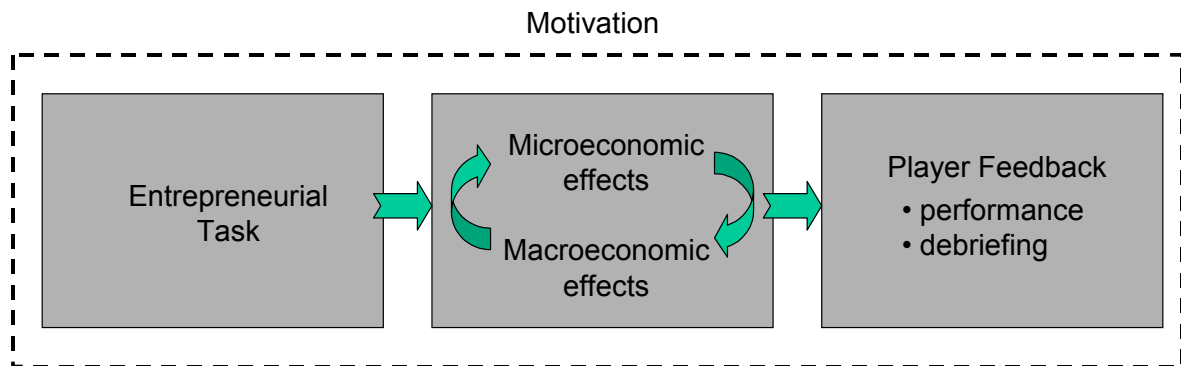 Motivation
Entrepreneurial
Task
Microeconomic
effects
Macroeconomic
effects
Player Feedback
• performance
• debriefing